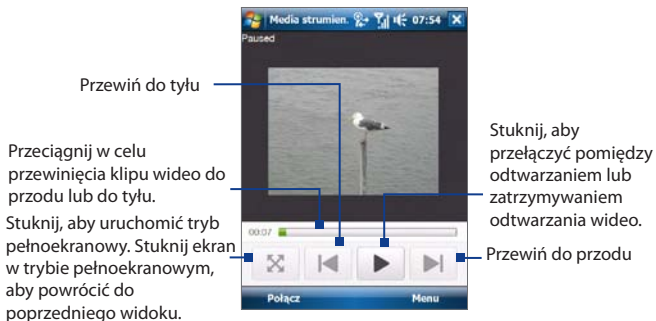 Media strumien. 07:54
Paused
Przewiń do tyłu
Przeciągnij w celu
przewinięcia klipu wideo do
przodu lub do tyłu.
Stuknij, aby uruchomić tryb
pełnoekranowy. Stuknij ekran
w trybie pełnoekranowym,
aby powrócić do
poprzedniego widoku.
00:07
Połącz
Menu
Stuknij, aby
przełączyć pomiędzy
odtwarzaniem lub
zatrzymywaniem
odtwarzania wideo.
Przewiń do przodu